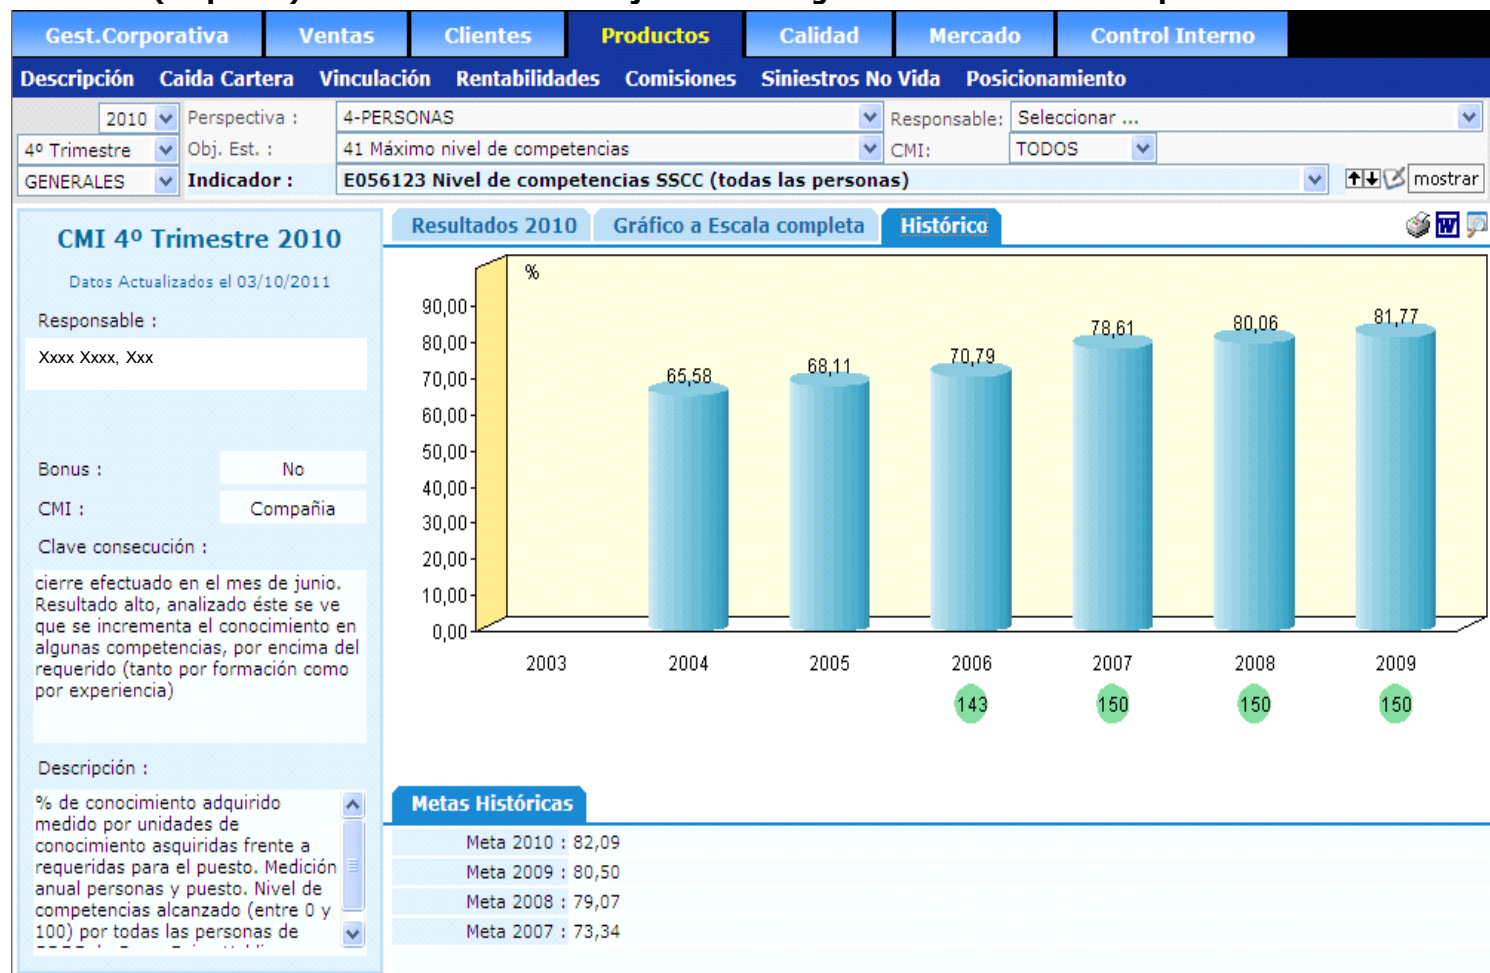 Gest.Corporativa Ventas Clientes Productos Calidad Mercado Control Interno
Descripción Caida Cartera Vinculación Rentabilidades Comisiones Siniestros No Vida Posicionamiento
2010 Perspectiva : 4-PERSONAS Responsable: Seleccionar ...
4º Trimestre Obj. Est. : 41 Máximo nivel de competencias CMI: TODOS
GENERALES Indicador : E056123 Nivel de competencias SSCC (todas las personas) mostrar
CMI 4º Trimestre 2010
Datos Actualizados el 03/10/2011
Responsable :
Xxxx Xxxx, Xxx
Bonus : No
CMI : Compañia
Clave consecución :
cierre efectuado en el mes de junio.
Resultado alto, analizado éste se ve
que se incrementa el conocimiento en
algunas competencias, por encima del
requerido (tanto por formación como
por experiencia)
Descripción :
% de conocimiento adquirido
medido por unidades de
conocimiento asquiridas frente a
requeridas para el puesto. Medición
anual personas y puesto. Nivel de
competencias alcanzado (entre 0 y
100) por todas las personas de
Resultados 2010 Gráfico a Escala completa Histórico
%
90,00
80,00
70,00
60,00
50,00
40,00
30,00
20,00
10,00
0,00
65,58 68,11 70,79 78,61 80,06 81,77
2003 2004 2005 2006 2007 2008 2009
143 150 150 150
Metas Históricas
Meta 2010 : 82,09
Meta 2009 : 80,50
Meta 2008 : 79,07
Meta 2007 : 73,34